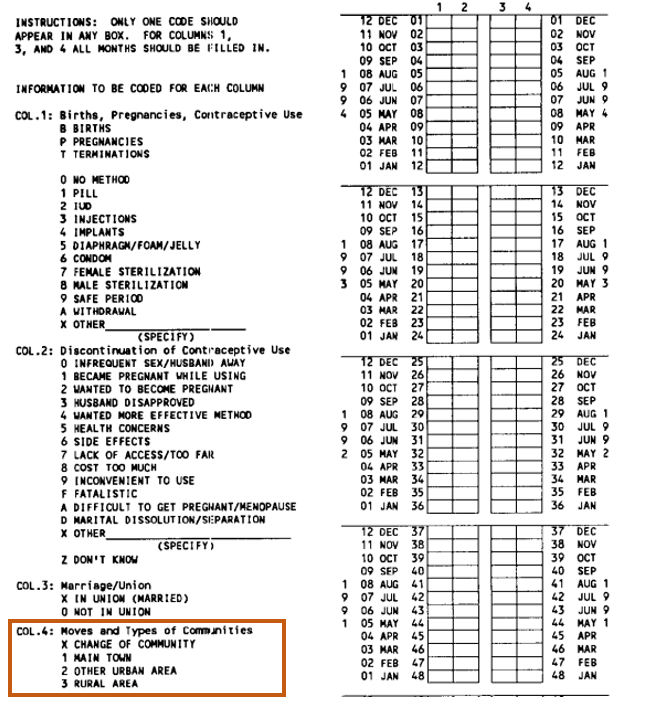 INSTRUCTIONS: ONLY ONE CODE SHOULD
APPEAR IN ANY BOX. FOR COLUMNS 1,
3, AND 4 ALL MONTHS SHOULD BE FILLED IN.
INFORMATION TO BE CODED FOR EACH COLUMN
COL.1: Births, Pregnancies, Contraceptive Use
B BIRTHS
P PREGNANCIES
T TERMINATIONS
0 NO METHOD
1 PILL
2 IUD
3 INJECTIONS
4 IMPLANTS
5 DIAPHRAGM/FOAM/JELLY
6 CONDOM
7 FEMALE STERILIZATION
8 MALE STERILIZATION
9 SAFE PERIOD
A WITHDRAWAL
X OTHER
(SPECIFY)
COL.2: Discontinuation of Contraceptive Use
0 INFREQUENT SEX/HUSBAND AWAY
1 BECAME PREGNANT WHILE USING
2 WANTED TO BECOME PREGNANT
3 HUSBAND DISAPPROVED
4 WANTED MORE EFFECTIVE METHOD
5 HEALTH CONCERNS
6 SIDE EFFECTS
7 LACK OF ACCESS/TOO FAR
8 COST TOO MUCH
9 INCONVENIENT TO USE
F FATALISTIC
A DIFFICULT TO GET PREGNANT/MENOPAUSE
D MARITAL DISSOLUTION/SEPARATION
X OTHER
(SPECIFY)
Z DON'T KNOW
COL.3: Marriage/Union
X IN UNION (MARRIED)
0 NOT IN UNION
COL.4: Moves and Types of Communities
X CHANGE OF COMMUNITY
1 MAIN TOWN
2 OTHER URBAN AREA
3 RURAL AREA
1 2 3 4
12 DEC 01 01 DEC
11 NOV 02 02 NOV
10 OCT 03 03 OCT
09 SEP 04 04 SEP
1 08 AUG 05 05 AUG 1
9 07 JUL 06 06 JUL 9
9 06 JUN 07 07 JUN 9
4 05 MAY 08 08 MAY 4
04 APR 09 09 APR
03 MAR 10 10 MAR
02 FEB 11 11 FEB
01 JAN 12 12 JAN
12 DEC 13 13 DEC
11 NOV 14 14 NOV
10 OCT 15 15 OCT
09 SEP 16 16 SEP
1 08 AUG 17 17 AUG 1
9 07 JUL 18 18 JUL 9
9 06 JUN 19 19 JUN 9
3 05 MAY 20 20 MAY 3
04 APR 21 21 APR
03 MAR 22 22 MAR
02 FEB 23 23 FEB
01 JAN 24 24 JAN
12 DEC 25 25 DEC
11 NOV 26 26 NOV
10 OCT 27 27 OCT
09 SEP 28 28 SEP
1 08 AUG 29 29 AUG 1
9 07 JUL 30 30 JUL 9
9 06 JUN 31 31 JUN 9
2 05 MAY 32 32 MAY 2
04 APR 33 33 APR
03 MAR 34 34 MAR
02 FEB 35 35 FEB
01 JAN 36 36 JAN
12 DEC 37 37 DEC
11 NOV 38 38 NOV
10 OCT 39 39 OCT
09 SEP 40 40 SEP
1 08 AUG 41 41 AUG 1
9 07 JUL 42 42 JUL 9
9 06 JUN 43 43 JUN 9
1 05 MAY 44 44 MAY 1
04 APR 45 45 APR
03 MAR 46 46 MAR
02 FEB 47 47 FEB
01 JAN 48 48 JAN